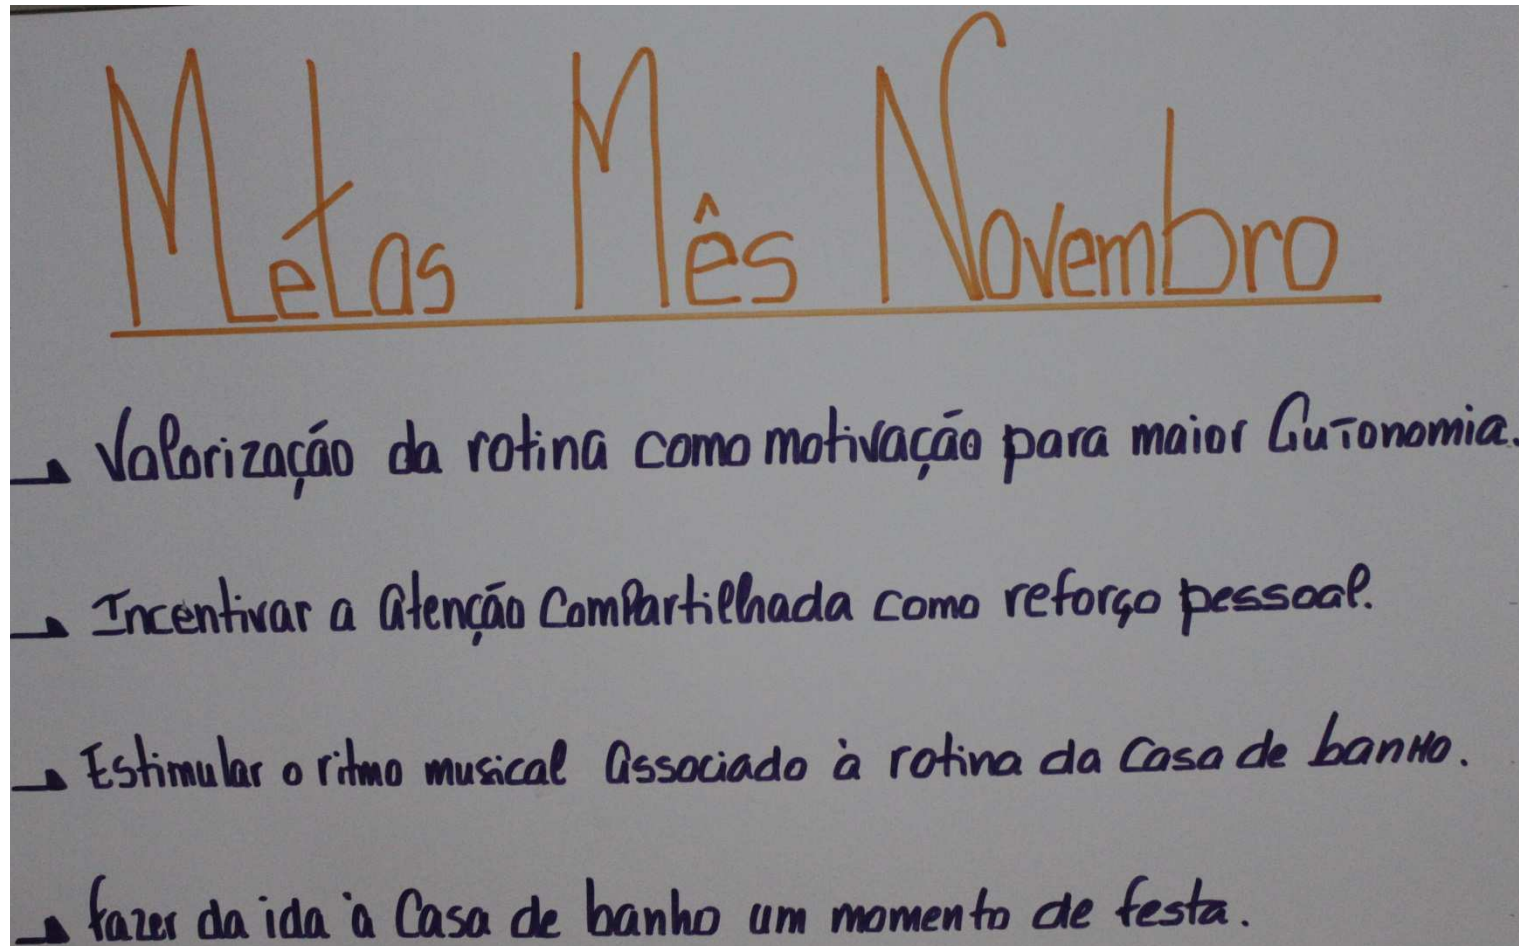 Metas Mês Novembro
→ Valorização da rotina como motivação para maior Autonomia.
→ Incentivar a atenção compartilhada como reforço pessoal.
→ Estimular o ritmo musical associado à rotina da casa de banho.
→ fazer da ida à Casa de banho um momento de festa.